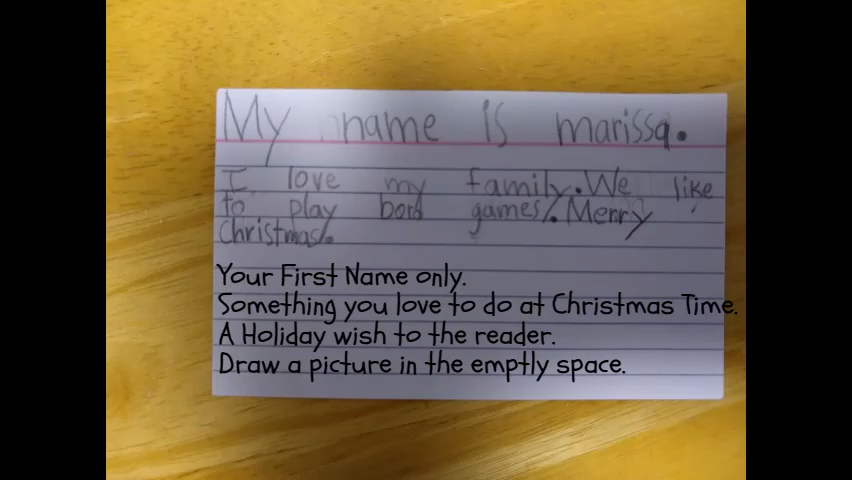 My name is marissa.
I love my family. We like
to play bord games. Merry
Christmas.
Your First Name only.
Something you love to do at Christmas Time.
A Holiday wish to the reader.
Draw a picture in the emptly space.